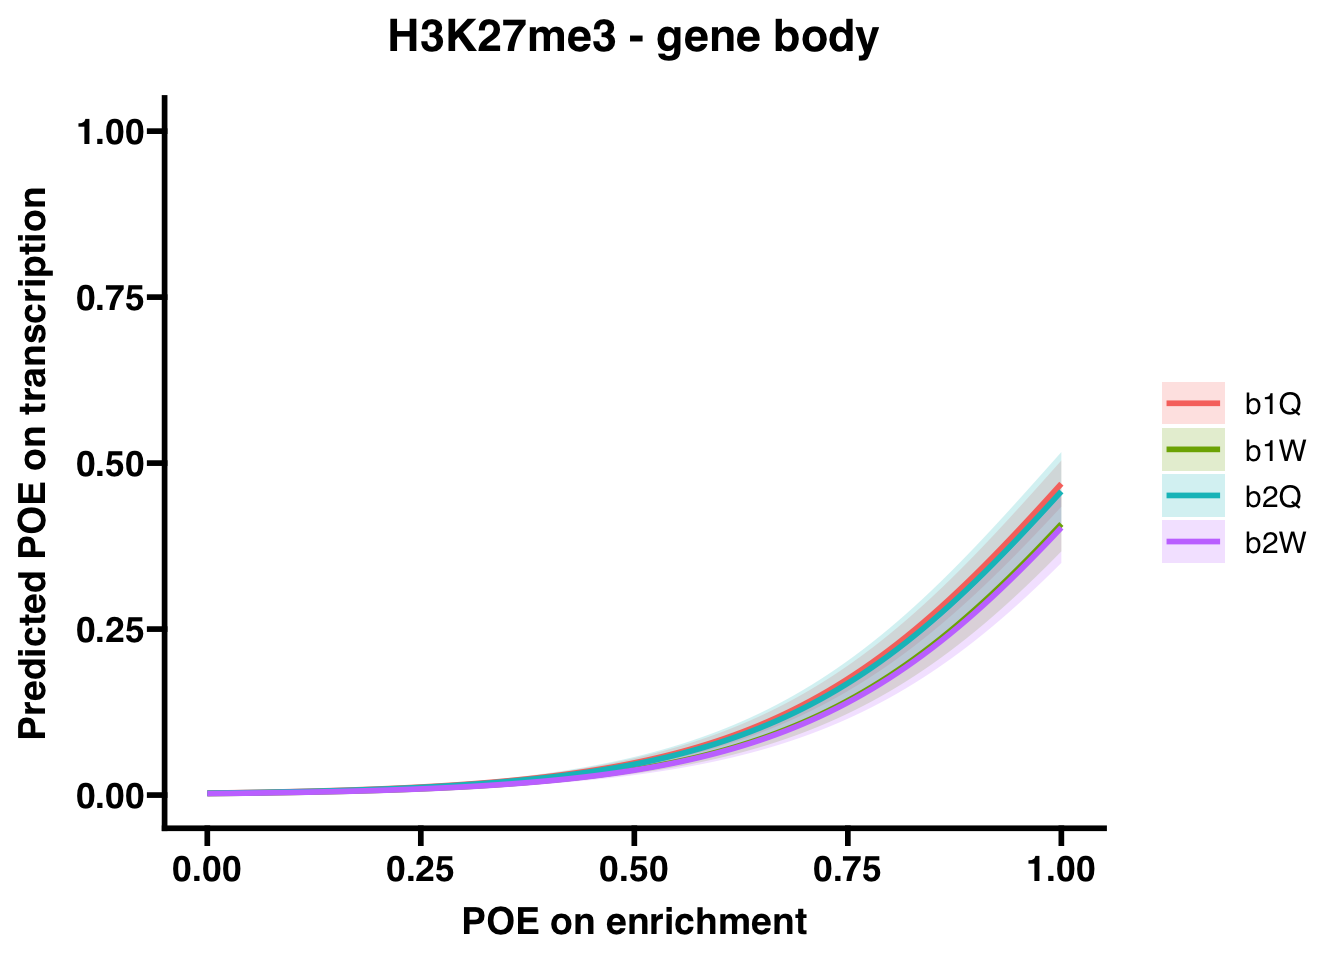 H3K27me3 - gene body
Predicted POE on transcription
1.00
0.75
0.50
0.25
0.00
0.00 0.25 0.50 0.75 1.00
POE on enrichment
b1Q
b1W
b2Q
b2W